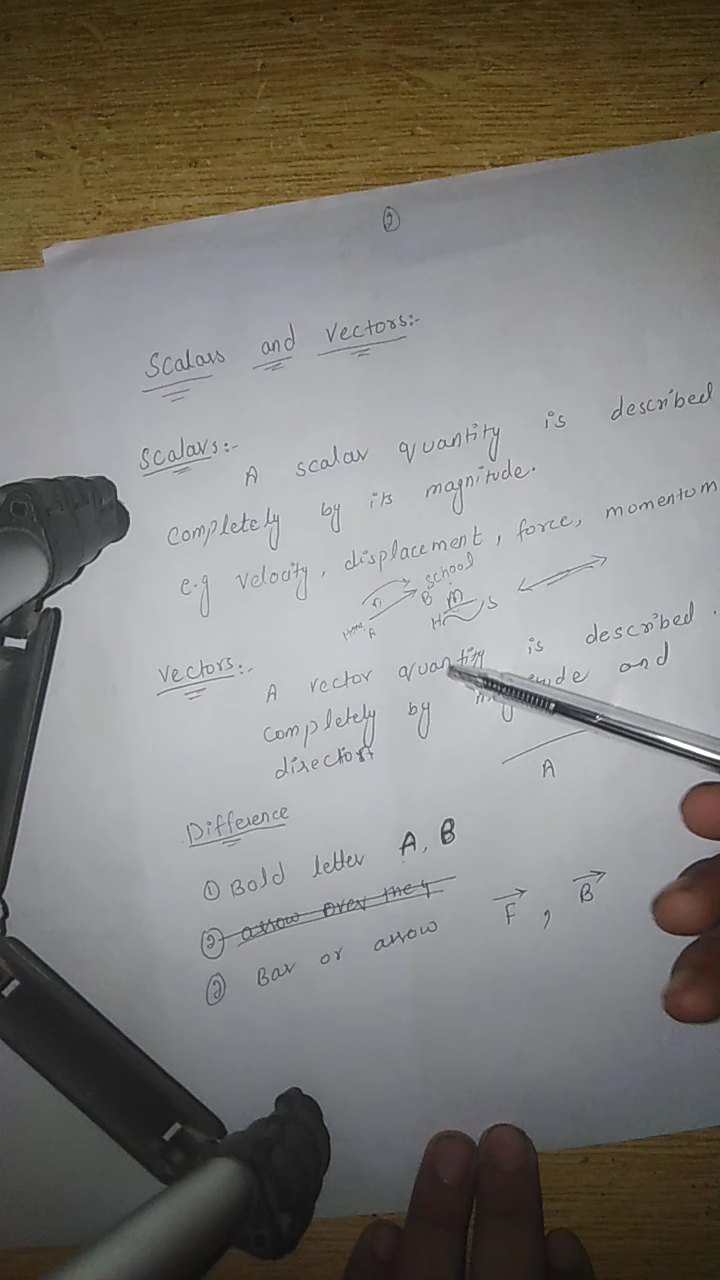 2
Scalars and Vectors:-
Scalars:-
A scalar quantity is described
completely by its magnitude.
e.g velocity, displacement, force, momentum
Home A B School
H m S
Vectors:-
A vector quantity is described
completely by and
direction
A
Difference
① Bold letter A, B
② arrow over the
② Bar or arrow F, B